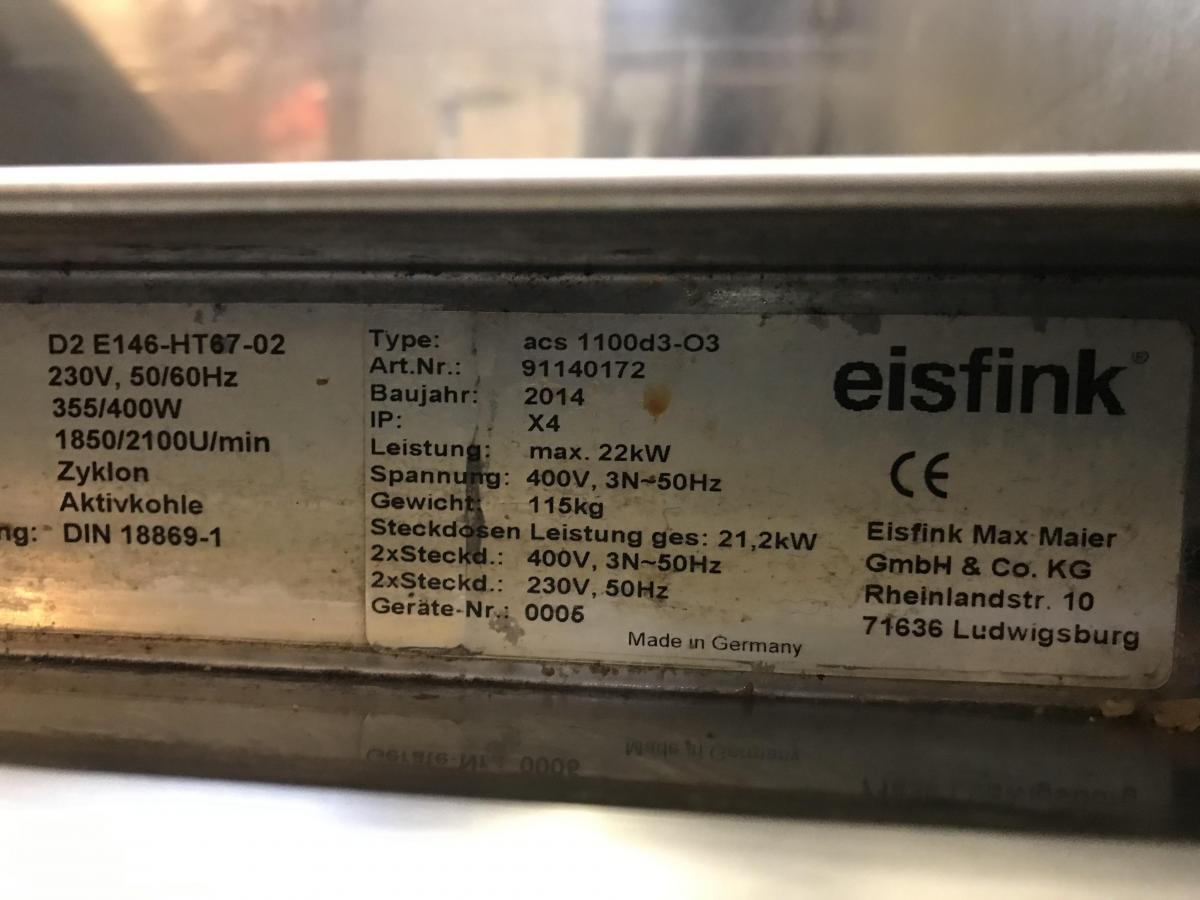 D2 E146-HT67-02
230V, 50/60Hz
355/400W
1850/2100U/min
Zyklon
Aktivkohle
ng: DIN 18869-1
Type: acs 1100d3-O3
Art.Nr.: 91140172
Baujahr: 2014
IP: X4
Leistung: max. 22kW
Spannung: 400V, 3N~50Hz
Gewicht: 115kg
Steckdosen Leistung ges: 21,2kW
2xSteckd.: 400V, 3N~50Hz
2xSteckd.: 230V, 50Hz
Geräte-Nr.: 0006
Made in Germany
eisfink®
CE
Eisfink Max Maier
GmbH & Co. KG
Rheinlandstr. 10
71636 Ludwigsburg